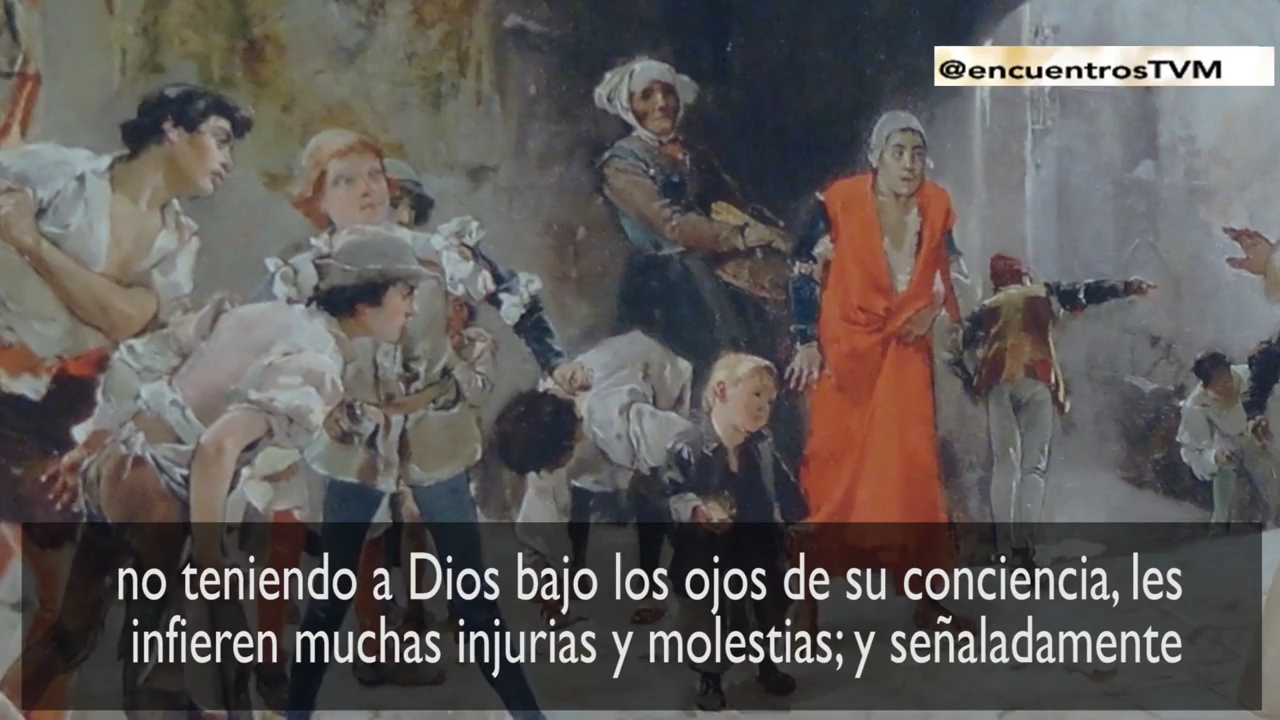 @encuentrosTVM
no teniendo a Dios bajo los ojos de su conciencia, les
infieren muchas injurias y molestias; y señaladamente